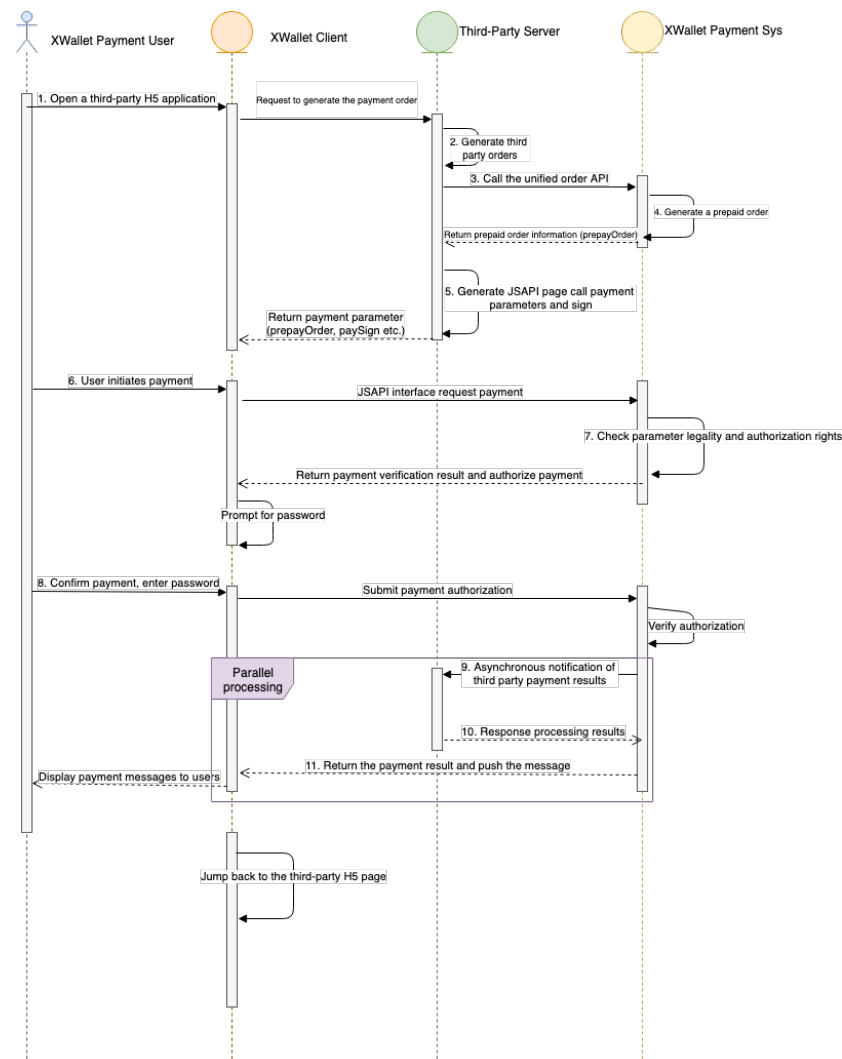 XWallet Payment User
XWallet Client
Third-Party Server
XWallet Payment Sys
1. Open a third-party H5 application
Request to generate the payment order
2. Generate third
party orders
3. Call the unified order API
4. Generate a prepaid order
Return prepaid order information (prepayOrder)
5. Generate JSAPI page call payment
parameters and sign
Return payment parameter
(prepayOrder, paySign etc.)
6. User initiates payment
JSAPI interface request payment
7. Check parameter legality and authorization rights
Return payment verification result and authorize payment
Prompt for password
8. Confirm payment, enter password
Submit payment authorization
Verify authorization
Parallel
processing
9. Asynchronous notification of
third party payment results
10. Response processing results
11. Return the payment result and push the message
Display payment messages to users
Jump back to the third-party H5 page